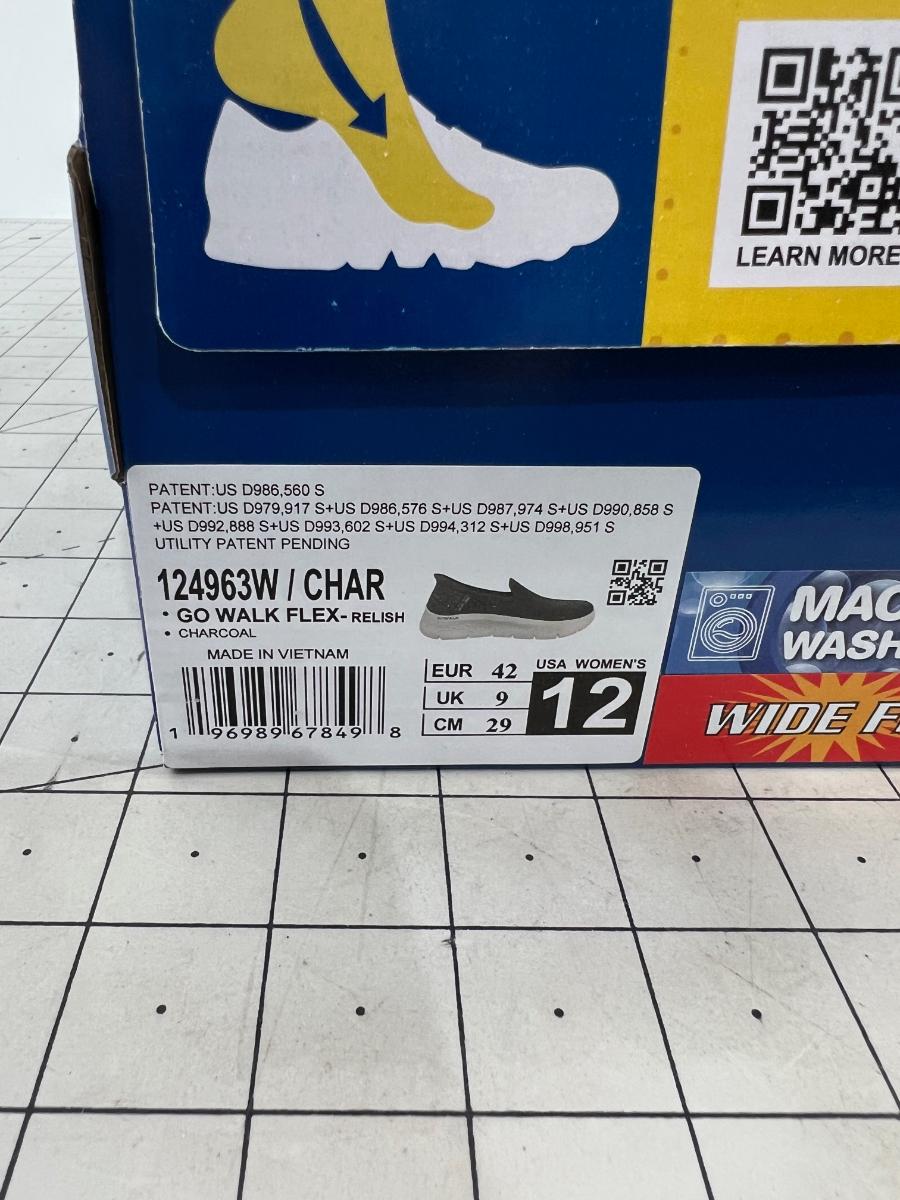 LEARN MORE
PATENT:US D986,560 S
PATENT:US D979,917 S+US D986,576 S+US D987,974 S+US D990,858 S
+US D992,888 S+US D993,602 S+US D994,312 S+US D998,951 S
UTILITY PATENT PENDING
124963W / CHAR
• GO WALK FLEX- RELISH
• CHARCOAL
MADE IN VIETNAM
1 96989 67849 8
EUR 42
UK 9
CM 29
USA WOMEN'S
12
MAC
WASH
WIDE F